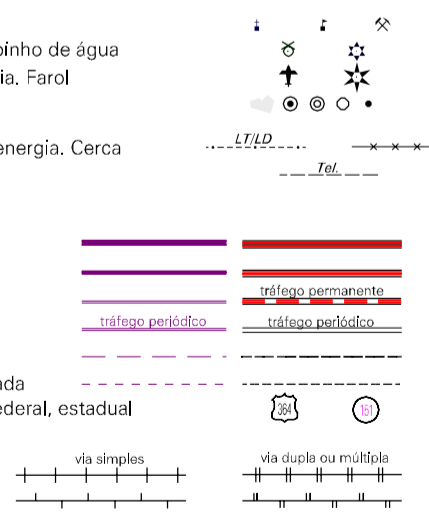 pinho de água
ia. Farol
energia. Cerca
LT/LD
Tel.
tráfego permanente
tráfego periódico tráfego periódico
ada
ederal, estadual
364 161
via simples via dupla ou múltipla